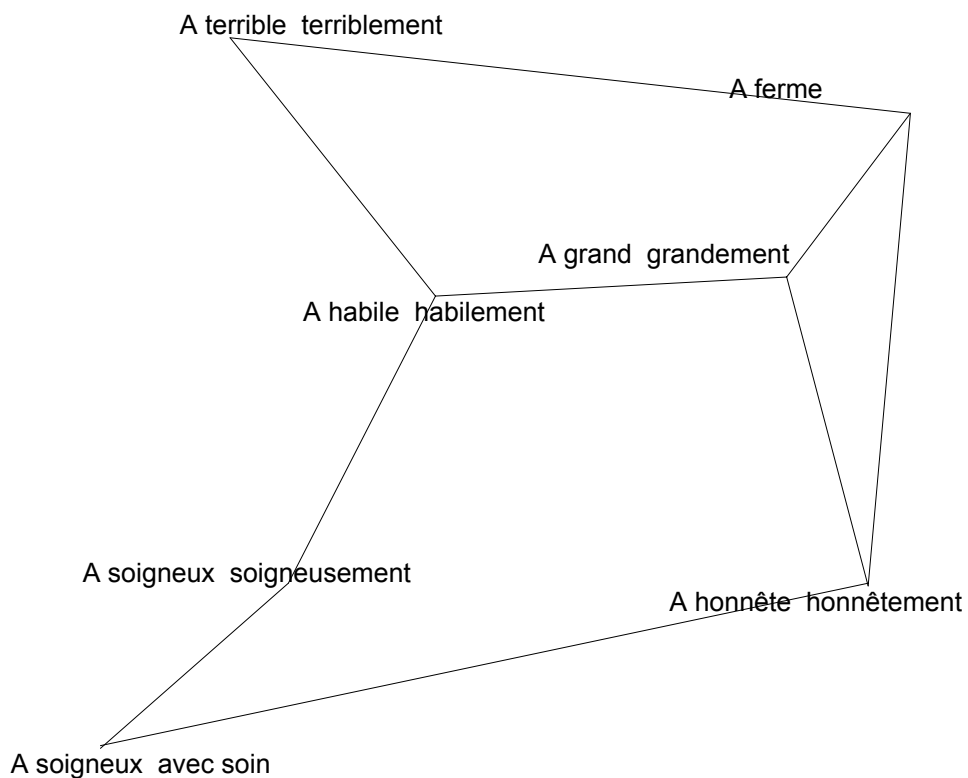 A terrible  terriblement
A ferme
A grand  grandement
A habile  habilement
A soigneux  soigneusement
A honnête  honnêtement
A soigneux  avec soin